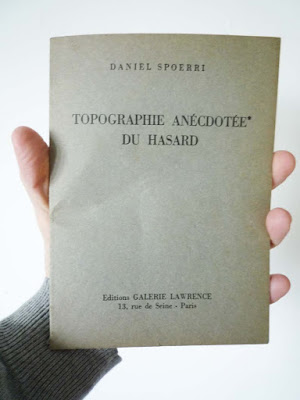 DANIEL SPOERRI
TOPOGRAPHIE ANÉCDOTÉE*
DU HASARD
Editions GALERIE LAWRENCE
13, rue de Seine - Paris